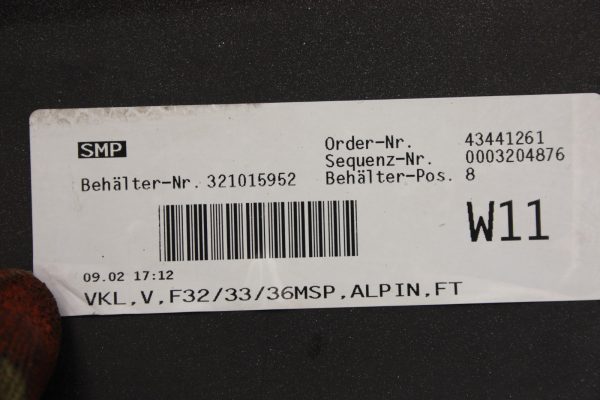 SMP
Order-Nr. 43441261
Sequenz-Nr. 0003204876
Behälter-Nr. 321015952 Behälter-Pos. 8
W11
09.02 17:12
VKL,V,F32/33/36MSP,ALPIN,FT